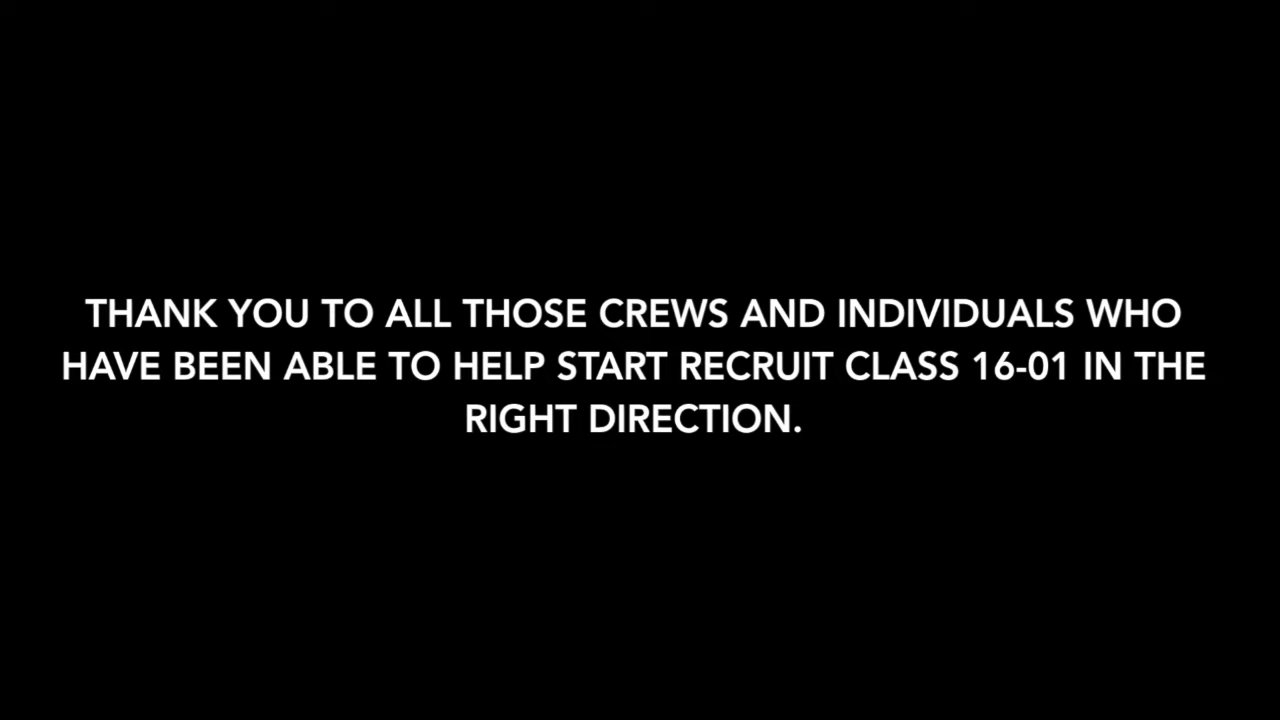 THANK YOU TO ALL THOSE CREWS AND INDIVIDUALS WHO
HAVE BEEN ABLE TO HELP START RECRUIT CLASS 16-01 IN THE
RIGHT DIRECTION.